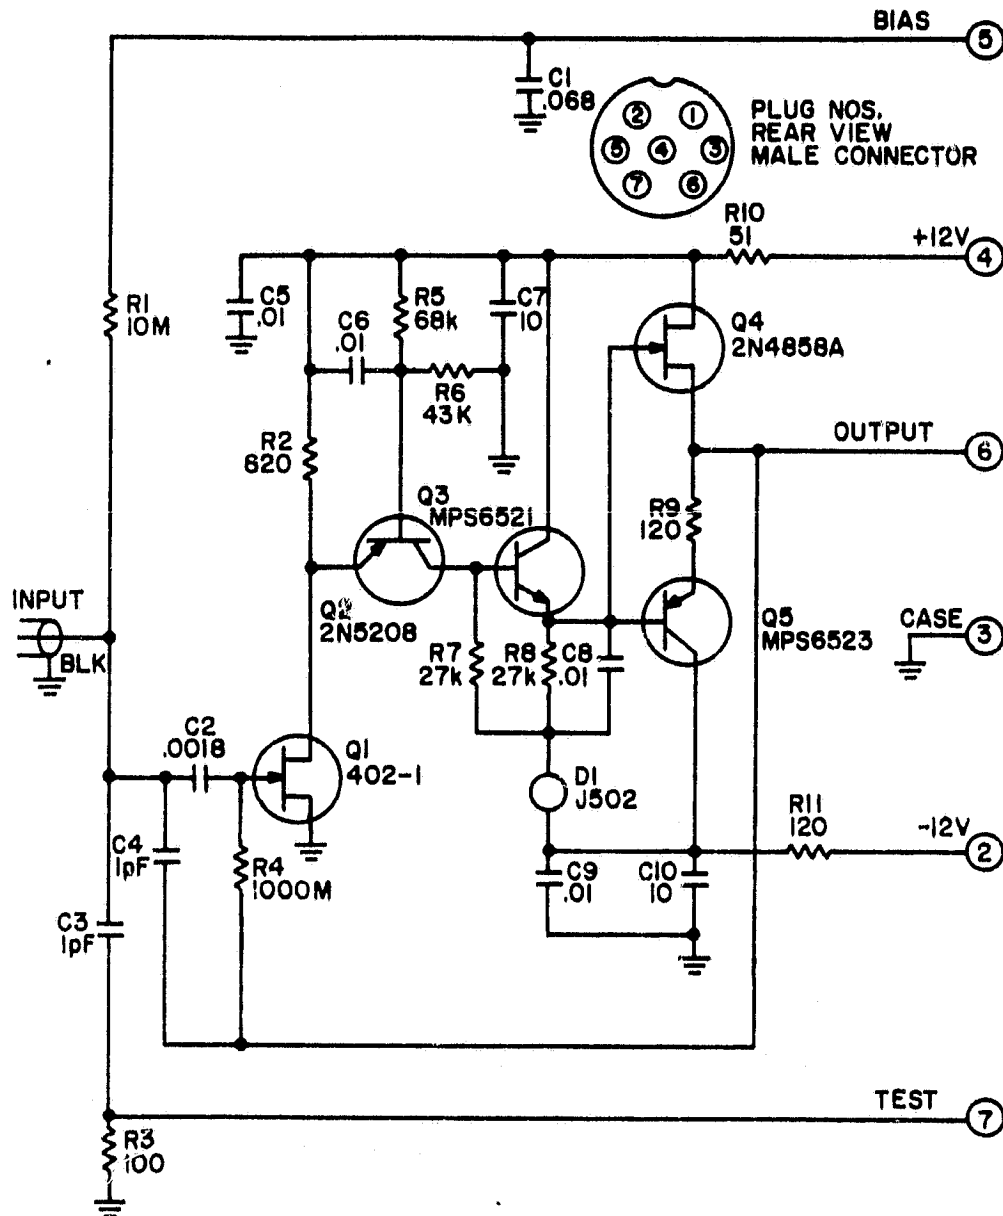 BIAS
5
C1
.068
PLUG NOS.
REAR VIEW
MALE CONNECTOR
2
1
5
4
3
7
6
R10
51
+12V
4
R1
10M
C5
.01
C6
.01
R5
68k
C7
10
Q4
2N4858A
R6
43K
R2
620
OUTPUT
6
Q3
MPS6521
R9
120
INPUT
BLK
Q2
2N5208
R7
27k
R8
27k
C8
.01
Q5
MPS6523
CASE
3
C2
.0018
Q1
402-1
D1
J502
R11
120
-12V
2
C4
1pF
R4
1000M
C9
.01
C10
10
C3
1pF
TEST
7
R3
100